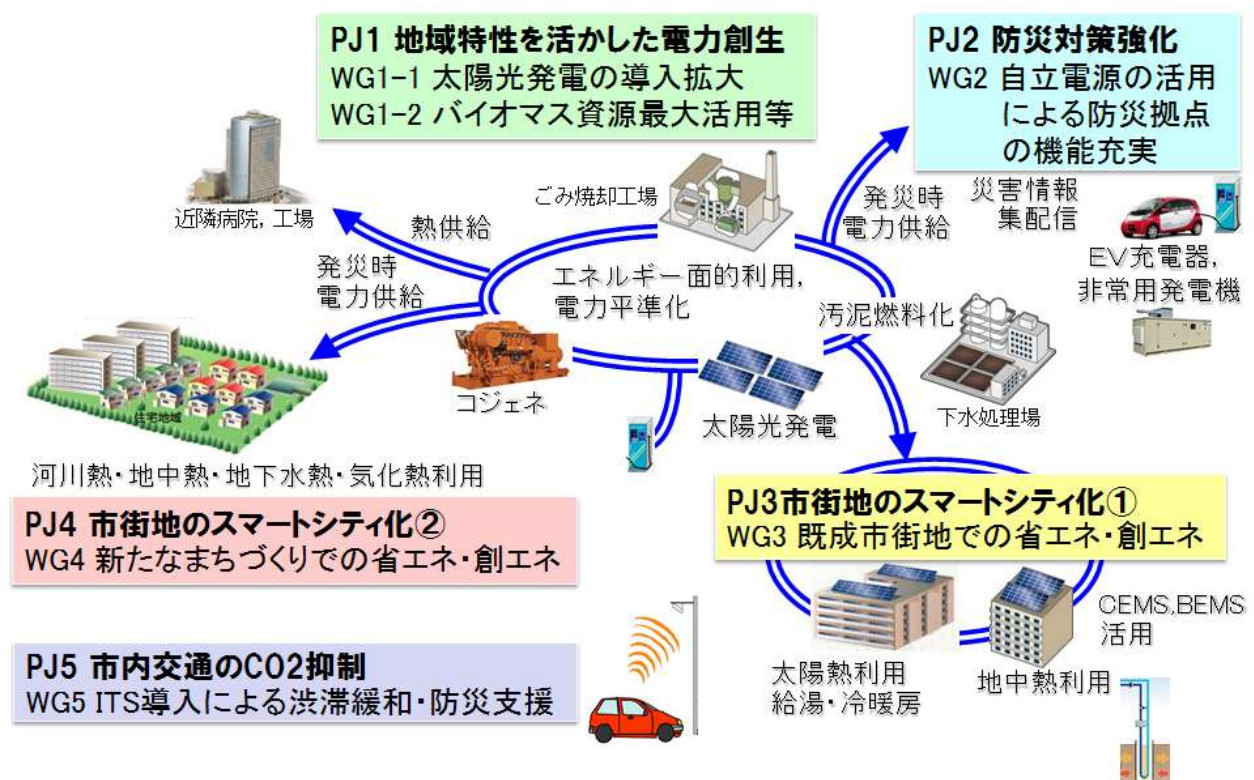 PJ1 地域特性を活かした電力創生
WG1-1 太陽光発電の導入拡大
WG1-2 バイオマス資源最大活用等
PJ2 防災対策強化
WG2 自立電源の活用
による防災拠点
の機能充実
近隣病院, 工場
熱供給
発災時
電力供給
ごみ焼却工場
エネルギー面的利用,
電力平準化
発災時
電力供給
災害情報
集配信
EV充電器,
非常用発電機
汚泥燃料化
下水処理場
コジェネ
太陽光発電
住宅地域
河川熱・地中熱・地下水熱・気化熱利用
PJ4 市街地のスマートシティ化②
WG4 新たなまちづくりでの省エネ・創エネ
PJ3市街地のスマートシティ化①
WG3 既成市街地での省エネ・創エネ
CEMS,BEMS
活用
太陽熱利用
給湯・冷暖房
地中熱利用
PJ5 市内交通のCO2抑制
WG5 ITS導入による渋滞緩和・防災支援